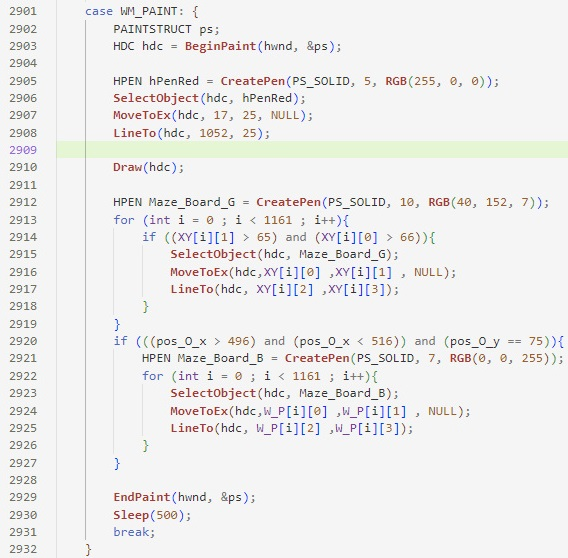 2901 case WM_PAINT: {
2902 PAINTSTRUCT ps;
2903 HDC hdc = BeginPaint(hwnd, &ps);
2904
2905 HPEN hPenRed = CreatePen(PS_SOLID, 5, RGB(255, 0, 0));
2906 SelectObject(hdc, hPenRed);
2907 MoveToEx(hdc, 17, 25, NULL);
2908 LineTo(hdc, 1052, 25);
2909
2910 Draw(hdc);
2911
2912 HPEN Maze_Board_G = CreatePen(PS_SOLID, 10, RGB(40, 152, 7));
2913 for (int i = 0 ; i < 1161 ; i++){
2914 if ((XY[i][1] > 65) and (XY[i][0] > 66)){
2915 SelectObject(hdc, Maze_Board_G);
2916 MoveToEx(hdc,XY[i][0] ,XY[i][1] , NULL);
2917 LineTo(hdc, XY[i][2] ,XY[i][3]);
2918 }
2919 }
2920 if (((pos_O_x > 496) and (pos_O_x < 516)) and (pos_O_y == 75)){
2921 HPEN Maze_Board_B = CreatePen(PS_SOLID, 7, RGB(0, 0, 255));
2922 for (int i = 0 ; i < 1161 ; i++){
2923 SelectObject(hdc, Maze_Board_B);
2924 MoveToEx(hdc,W_P[i][0] ,W_P[i][1] , NULL);
2925 LineTo(hdc, W_P[i][2] ,W_P[i][3]);
2926 }
2927 }
2928
2929 EndPaint(hwnd, &ps);
2930 Sleep(500);
2931 break;
2932 }